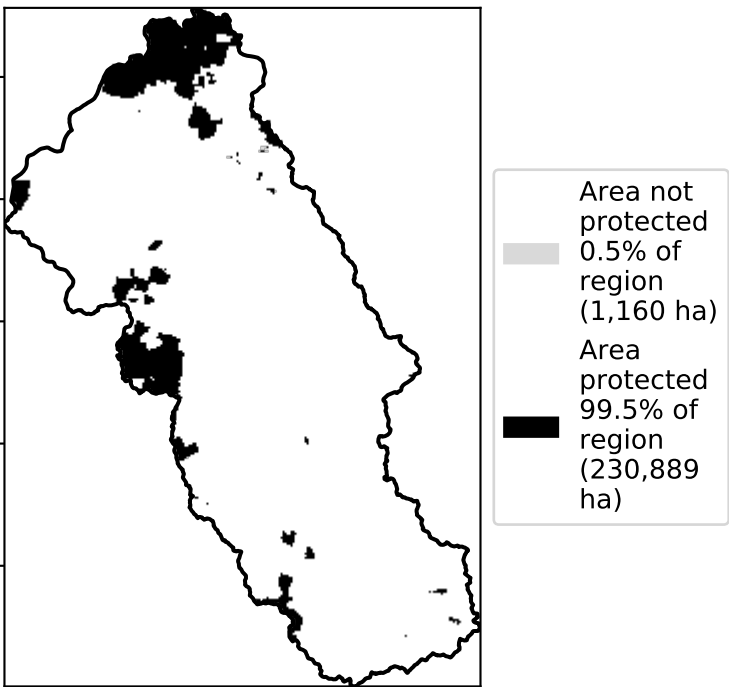 Area not
protected
0.5% of
region
(1,160 ha)
Area
protected
99.5% of
region
(230,889
ha)